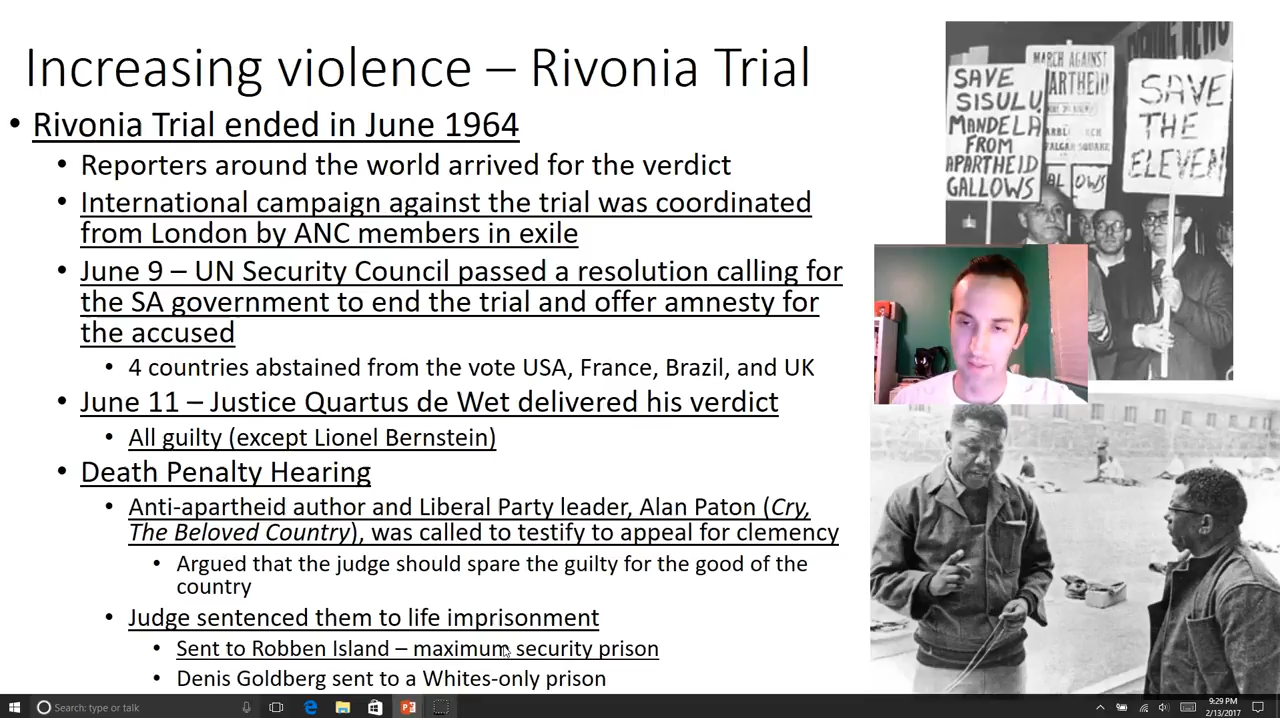 Increasing violence – Rivonia Trial
• Rivonia Trial ended in June 1964
• Reporters around the world arrived for the verdict
• International campaign against the trial was coordinated
from London by ANC members in exile
• June 9 – UN Security Council passed a resolution calling for
the SA government to end the trial and offer amnesty for
the accused
• 4 countries abstained from the vote USA, France, Brazil, and UK
• June 11 – Justice Quartus de Wet delivered his verdict
• All guilty (except Lionel Bernstein)
• Death Penalty Hearing
• Anti-apartheid author and Liberal Party leader, Alan Paton (Cry,
The Beloved Country), was called to testify to appeal for clemency
• Argued that the judge should spare the guilty for the good of the
country
• Judge sentenced them to life imprisonment
• Sent to Robben Island – maximum security prison
• Denis Goldberg sent to a Whites-only prison
SAVE
SISULU
MANDELA
FROM
APARTHEID
GALLOWS
MARCH AGAINST
ARTHEID
ALGAR SQUARE
OWS
SAVE
THE
ELEVEN
NEWS
Search: type or talk
9:29 PM
2/13/2017